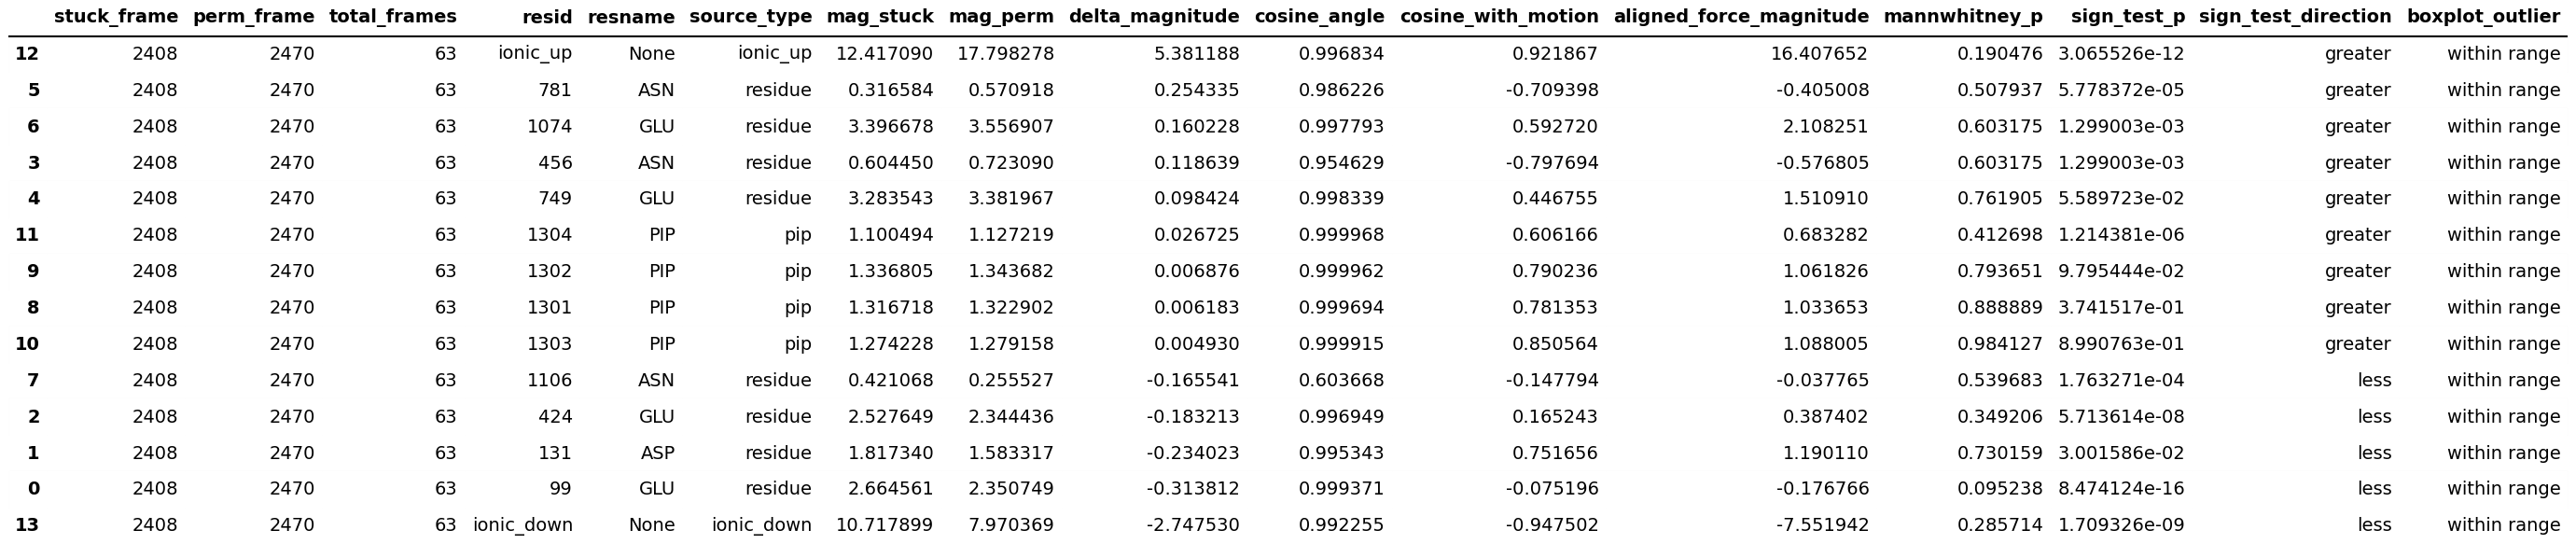 stuck_frame perm_frame total_frames resid resname source_type mag_stuck mag_perm delta_magnitude cosine_angle cosine_with_motion aligned_force_magnitude mannwhitney_p sign_test_p sign_test_direction boxplot_outlier
12 2408 2470 63 ionic_up None ionic_up 12.417090 17.798278 5.381188 0.996834 0.921867 16.407652 0.190476 3.065526e-12 greater within range
5 2408 2470 63 781 ASN residue 0.316584 0.570918 0.254335 0.986226 -0.709398 -0.405008 0.507937 5.778372e-05 greater within range
6 2408 2470 63 1074 GLU residue 3.396678 3.556907 0.160228 0.997793 0.592720 2.108251 0.603175 1.299003e-03 greater within range
3 2408 2470 63 456 ASN residue 0.604450 0.723090 0.118639 0.954629 -0.797694 -0.576805 0.603175 1.299003e-03 greater within range
4 2408 2470 63 749 GLU residue 3.283543 3.381967 0.098424 0.998339 0.446755 1.510910 0.761905 5.589723e-02 greater within range
11 2408 2470 63 1304 PIP pip 1.100494 1.127219 0.026725 0.999968 0.606166 0.683282 0.412698 1.214381e-06 greater within range
9 2408 2470 63 1302 PIP pip 1.336805 1.343682 0.006876 0.999962 0.790236 1.061826 0.793651 9.795444e-02 greater within range
8 2408 2470 63 1301 PIP pip 1.316718 1.322902 0.006183 0.999694 0.781353 1.033653 0.888889 3.741517e-01 greater within range
10 2408 2470 63 1303 PIP pip 1.274228 1.279158 0.004930 0.999915 0.850564 1.088005 0.984127 8.990763e-01 greater within range
7 2408 2470 63 1106 ASN residue 0.421068 0.255527 -0.165541 0.603668 -0.147794 -0.037765 0.539683 1.763271e-04 less within range
2 2408 2470 63 424 GLU residue 2.527649 2.344436 -0.183213 0.996949 0.165243 0.387402 0.349206 5.713614e-08 less within range
1 2408 2470 63 131 ASP residue 1.817340 1.583317 -0.234023 0.995343 0.751656 1.190110 0.730159 3.001586e-02 less within range
0 2408 2470 63 99 GLU residue 2.664561 2.350749 -0.313812 0.999371 -0.075196 -0.176766 0.095238 8.474124e-16 less within range
13 2408 2470 63 ionic_down None ionic_down 10.717899 7.970369 -2.747530 0.992255 -0.947502 -7.551942 0.285714 1.709326e-09 less within range